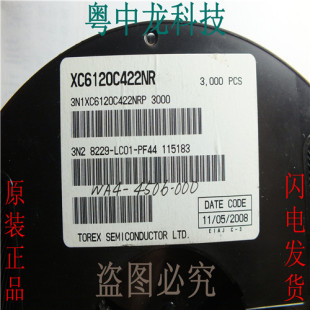 粤中龙科技
XC6120C422NR
3,000 PCS
3N1XC6120C422NRP 3000
3N2 8229-LC01-PF44 115183
WA4-4506-000
DATE CODE
11/05/2008
EIAJ C-3
TOREX SEMICONDUCTOR LTD.
原装正品
闪电发货
盗图必究